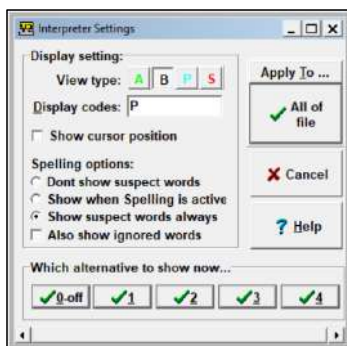 Interpreter Settings
Display setting:
View type: A B P S
Display codes: P
Show cursor position
Spelling options:
Dont show suspect words
Show when Spelling is active
Show suspect words always
Also show ignored words
Apply To ...
All of
file
Cancel
? Help
Which alternative to show now...
0-off 1 2 3 4